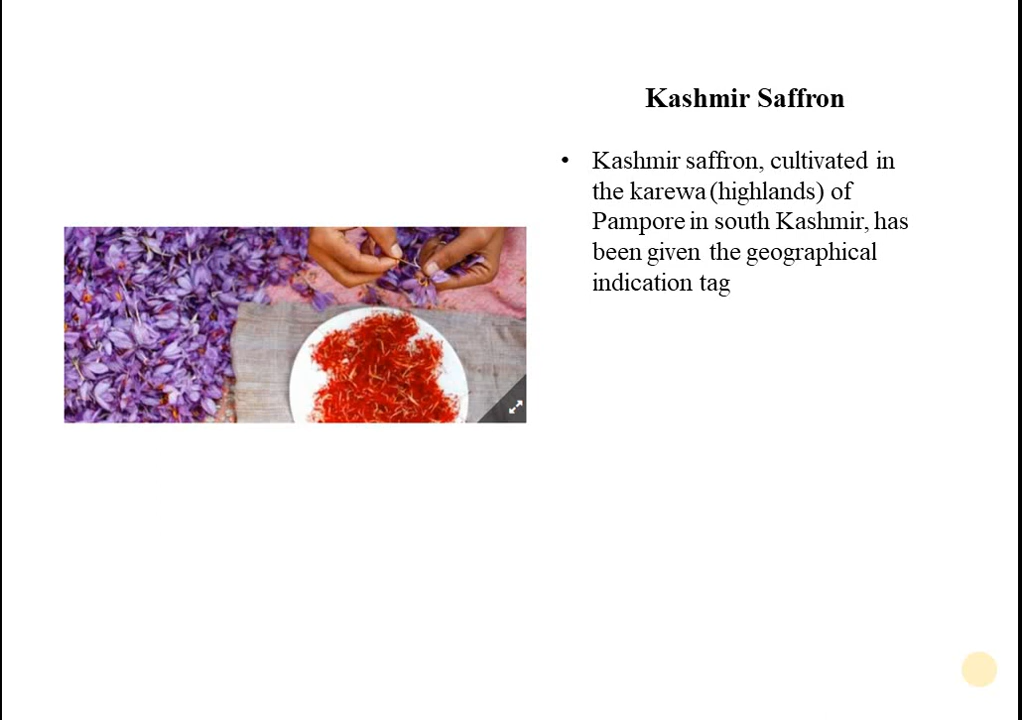 Kashmir Saffron
• Kashmir saffron, cultivated in
the karewa (highlands) of
Pampore in south Kashmir, has
been given the geographical
indication tag